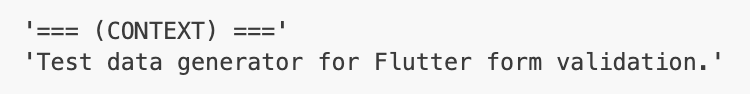 '=== (CONTEXT) ==='
'Test data generator for Flutter form validation.'